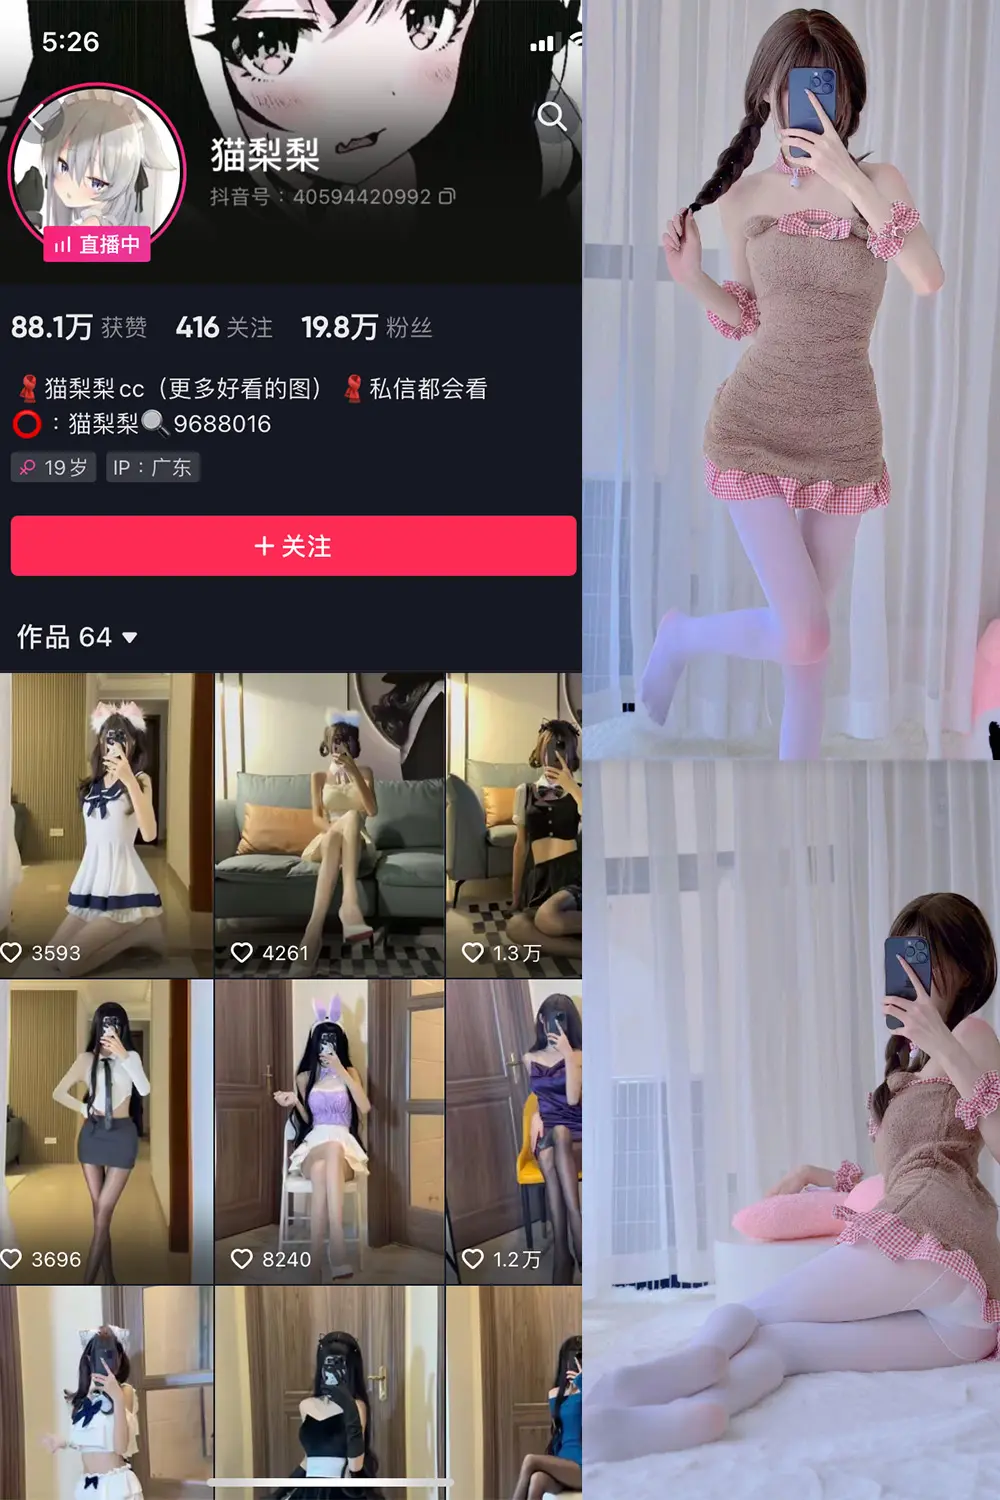 5:26
猫梨梨
抖音号：40594420992
直播中
88.1万 获赞 416 关注 19.8万 粉丝
猫梨梨cc（更多好看的图） 私信都会看
：猫梨梨🔍9688016
19岁 IP：广东
+ 关注
作品 64
3593 4261 1.3万
3696 8240 1.2万